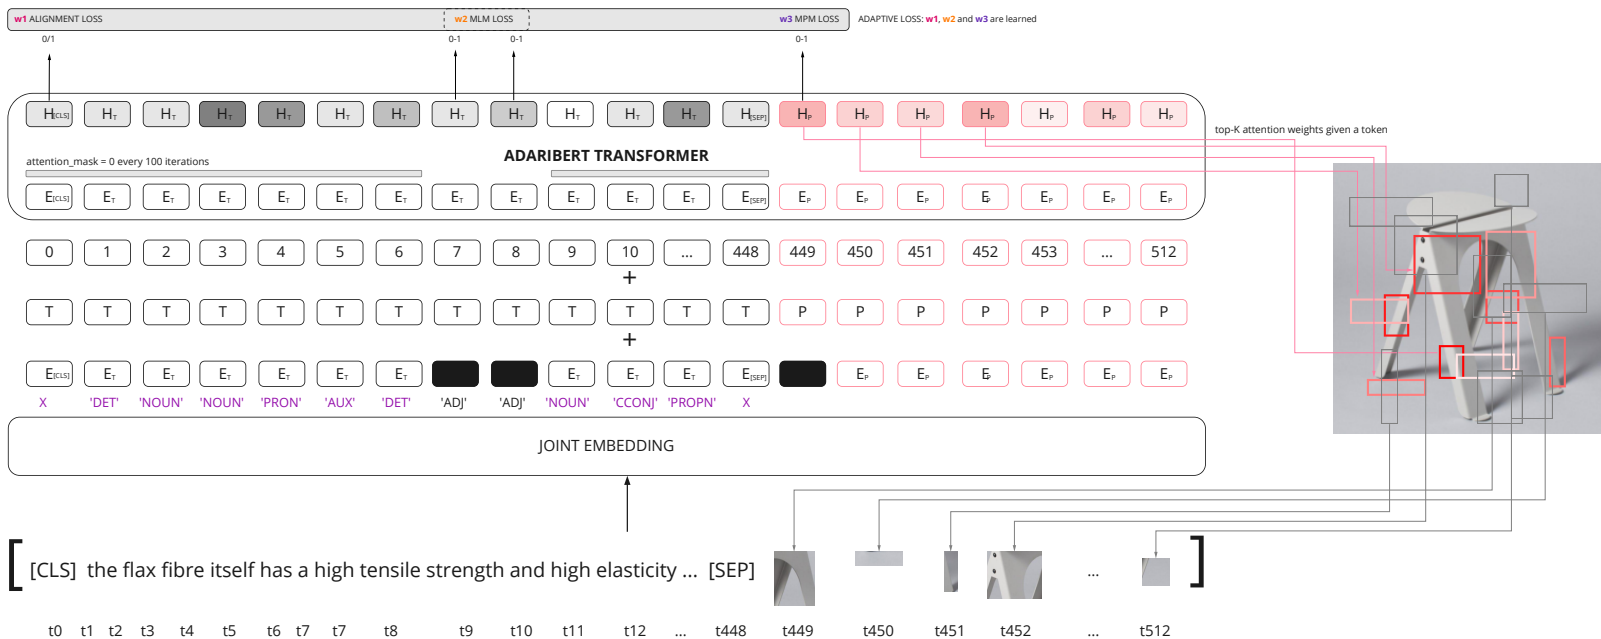 w1 ALIGNMENT LOSS w2 MLM LOSS w3 MPM LOSS ADAPTIVE LOSS: w1, w2 and w3 are learned
0/1 0-1 0-1 0-1
H[CLS] HT HT HT HT HT HT HT HT HT HT HT H[SEP] HP HP HP HP HP HP HP
top-K attention weights given a token
attention_mask = 0 every 100 iterations
ADARIBERT TRANSFORMER
E[CLS] ET ET ET ET ET ET ET ET ET ET ET E[SEP] EP EP EP EP EP EP EP
0 1 2 3 4 5 6 7 8 9 10 ... 448 449 450 451 452 453 ... 512
+
T T T T T T T T T T T T T P P P P P P P
+
E[CLS] ET ET ET ET ET ET ET ET ET E[SEP] EP EP EP EP EP EP
X 'DET' 'NOUN' 'NOUN' 'PRON' 'AUX' 'DET' 'ADJ' 'ADJ' 'NOUN' 'CCONJ' 'PROPN' X
JOINT EMBEDDING
[ [CLS] the flax fibre itself has a high tensile strength and high elasticity ... [SEP] ... ]
t0 t1 t2 t3 t4 t5 t6 t7 t7 t8 t9 t10 t11 t12 ... t448 t449 t450 t451 t452 ... t512